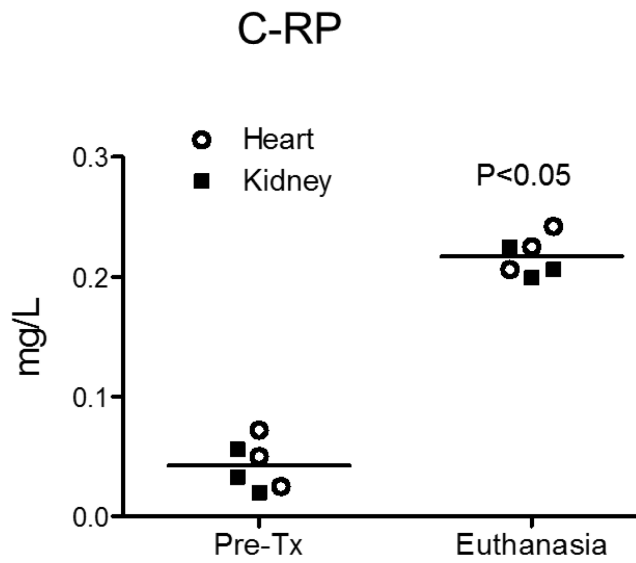 C-RP
Heart
Kidney
P<0.05
0.3
0.2
0.1
0.0
mg/L
Pre-Tx
Euthanasia